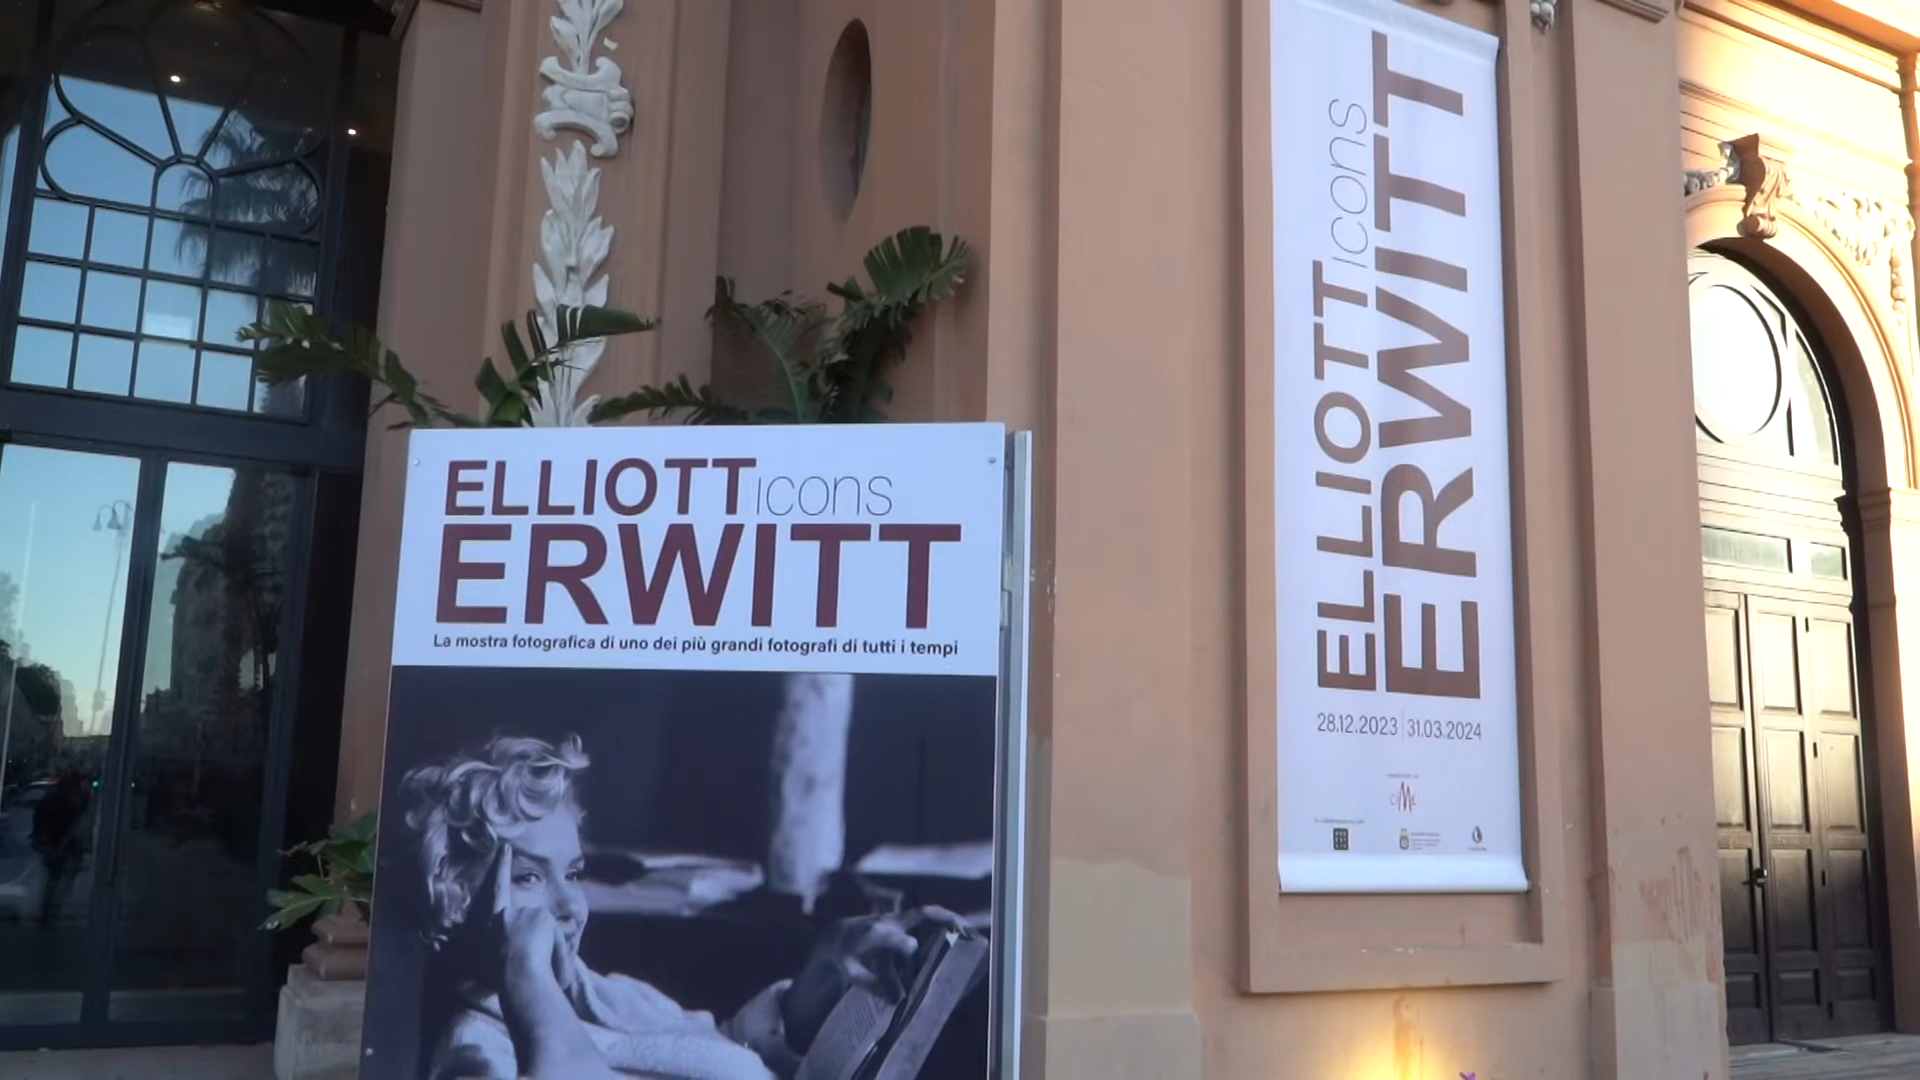 ELLIOTT icons
ERWITT
La mostra fotografica di uno dei più grandi fotografi di tutti i tempi
ELLIOTT icons
ERWITT
28.12.2023 | 31.03.2024